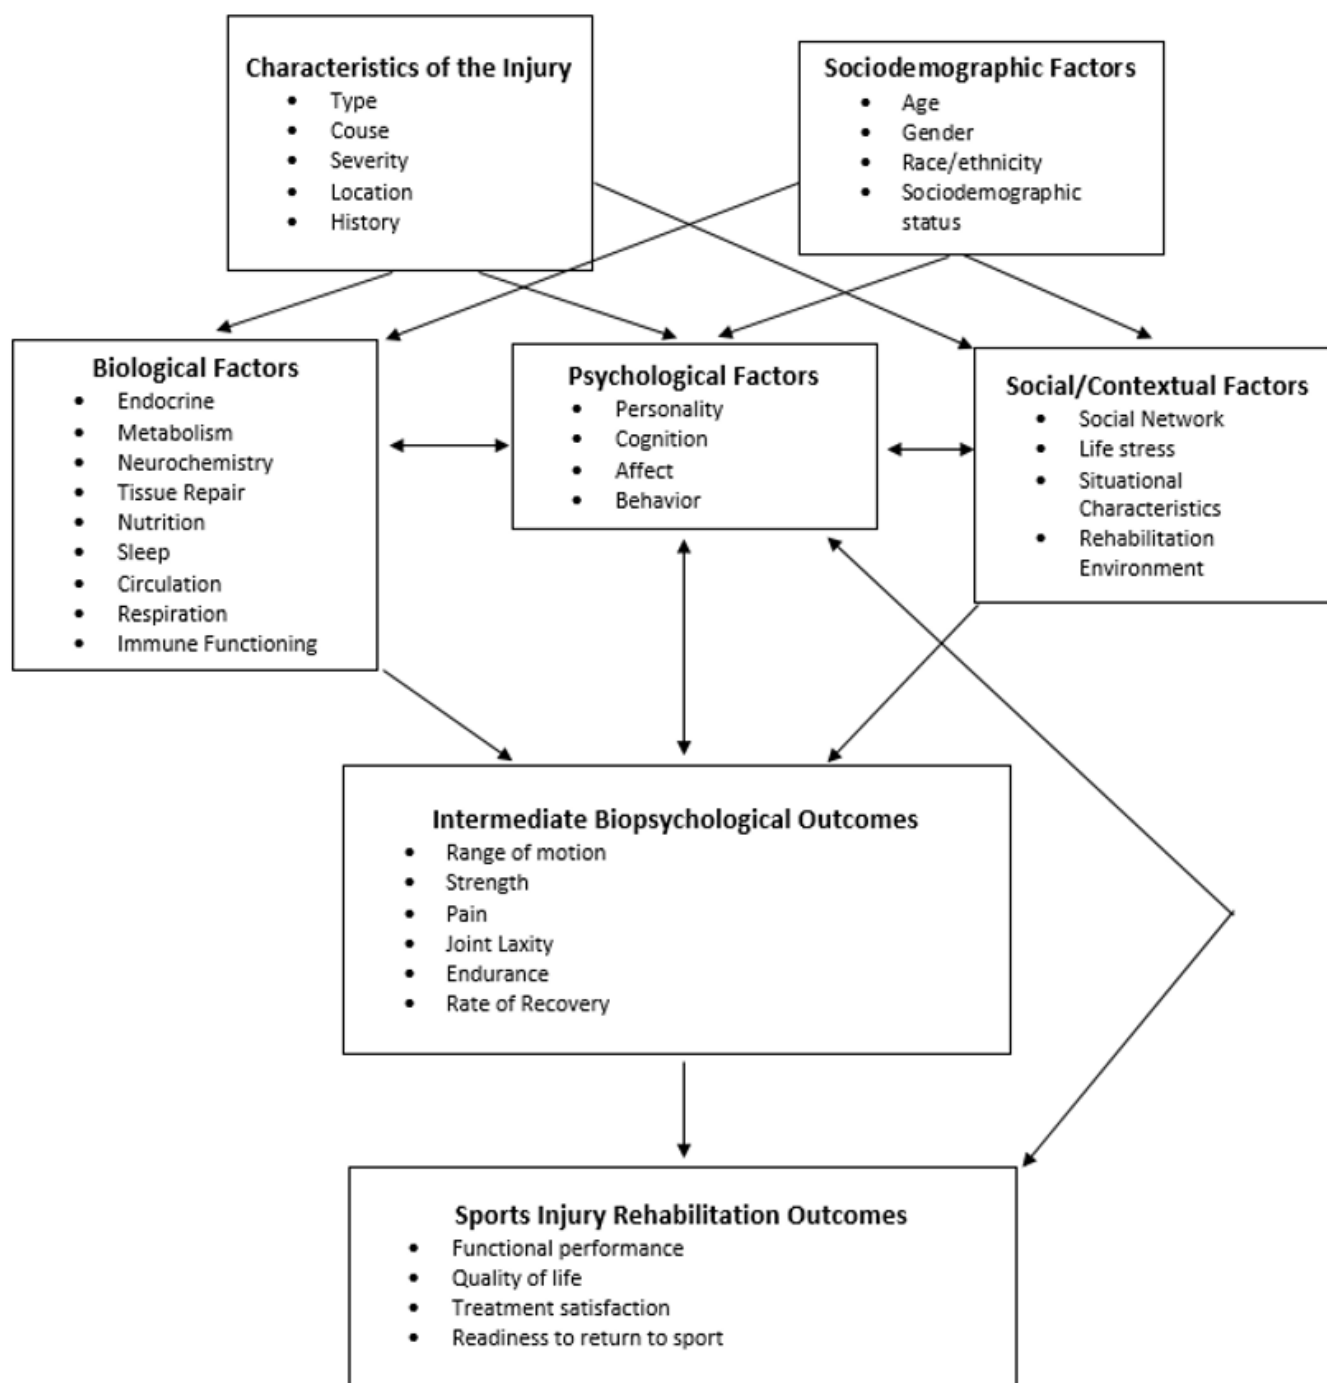 Characteristics of the Injury
• Type
• Couse
• Severity
• Location
• History
Sociodemographic Factors
• Age
• Gender
• Race/ethnicity
• Sociodemographic
status
Biological Factors
• Endocrine
• Metabolism
• Neurochemistry
• Tissue Repair
• Nutrition
• Sleep
• Circulation
• Respiration
• Immune Functioning
Psychological Factors
• Personality
• Cognition
• Affect
• Behavior
Social/Contextual Factors
• Social Network
• Life stress
• Situational
Characteristics
• Rehabilitation
Environment
Intermediate Biopsychological Outcomes
• Range of motion
• Strength
• Pain
• Joint Laxity
• Endurance
• Rate of Recovery
Sports Injury Rehabilitation Outcomes
• Functional performance
• Quality of life
• Treatment satisfaction
• Readiness to return to sport